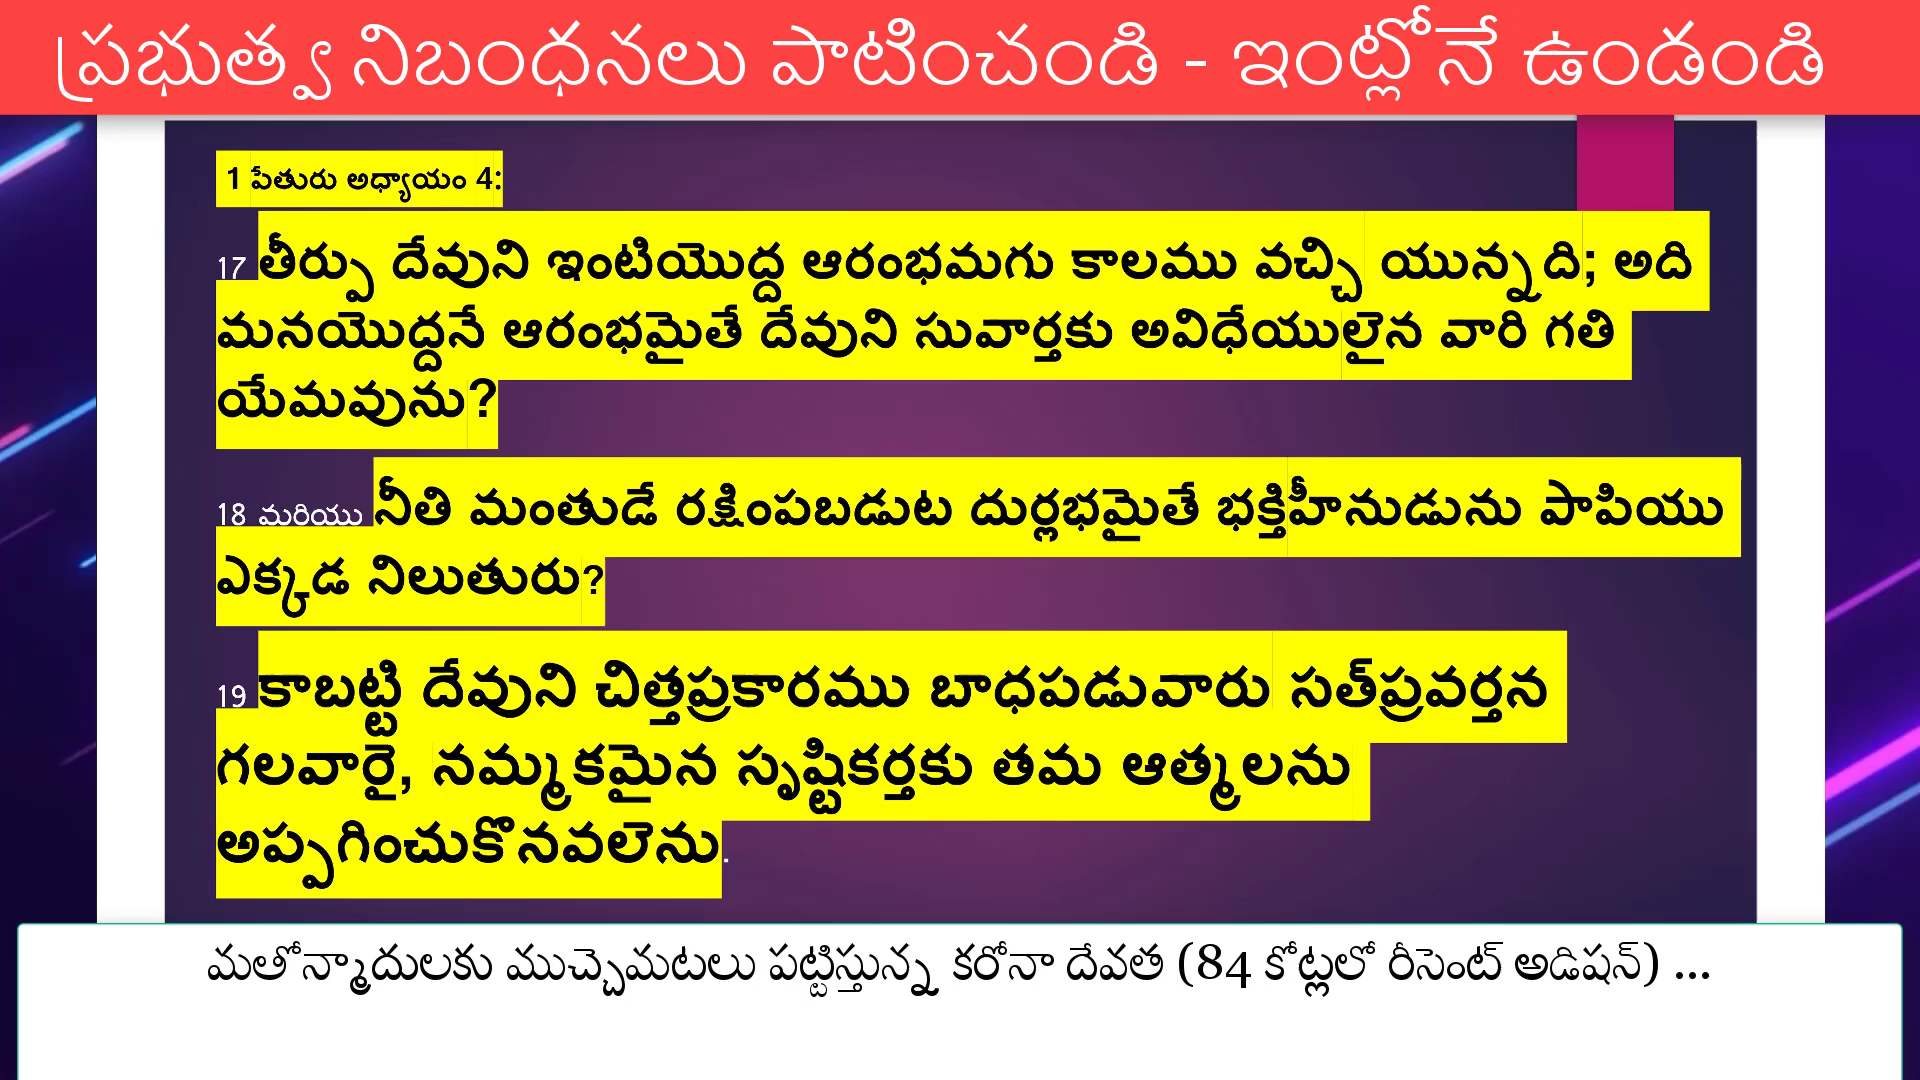 ప్రభుత్వ నిబంధనలు పాటించండి - ఇంట్లోనే ఉండండి
1 పేతురు అధ్యాయం 4:
17 తీర్పు దేవుని ఇంటియొద్ద ఆరంభమగు కాలము వచ్చి యున్నది; అది
మనయొద్దనే ఆరంభమైతే దేవుని సువార్తకు అవిధేయులైన వారి గతి
యేమవును?
18 మరియు నీతి మంతుడే రక్షింపబడుట దుర్లభమైతే భక్తిహీనుడును పాపియు
ఎక్కడ నిలుతురు?
19 కాబట్టి దేవుని చిత్తప్రకారము బాధపడువారు సత్‌ప్రవర్తన
గలవారై, నమ్మకమైన సృష్టికర్తకు తమ ఆత్మలను
అప్పగించుకొనవలెను.
మతోన్మాదులకు ముచ్చెమటలు పట్టిస్తున్న కరోనా దేవత (84 కోట్లలో రీసెంట్ అడిషన్) ...